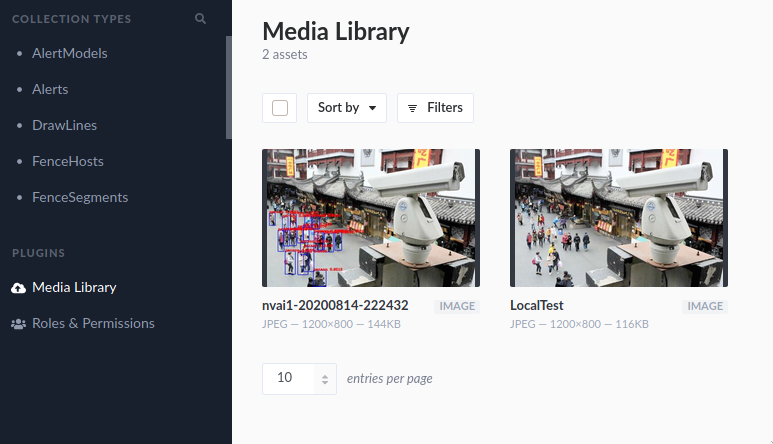 COLLECTION TYPES
AlertModels
Alerts
DrawLines
FenceHosts
FenceSegments
PLUGINS
Media Library
Roles & Permissions
Media Library
2 assets
Sort by
Filters
nvai1-20200814-222432
IMAGE
JPEG — 1200×800 — 144KB
LocalTest
IMAGE
JPEG — 1200×800 — 116KB
10
entries per page